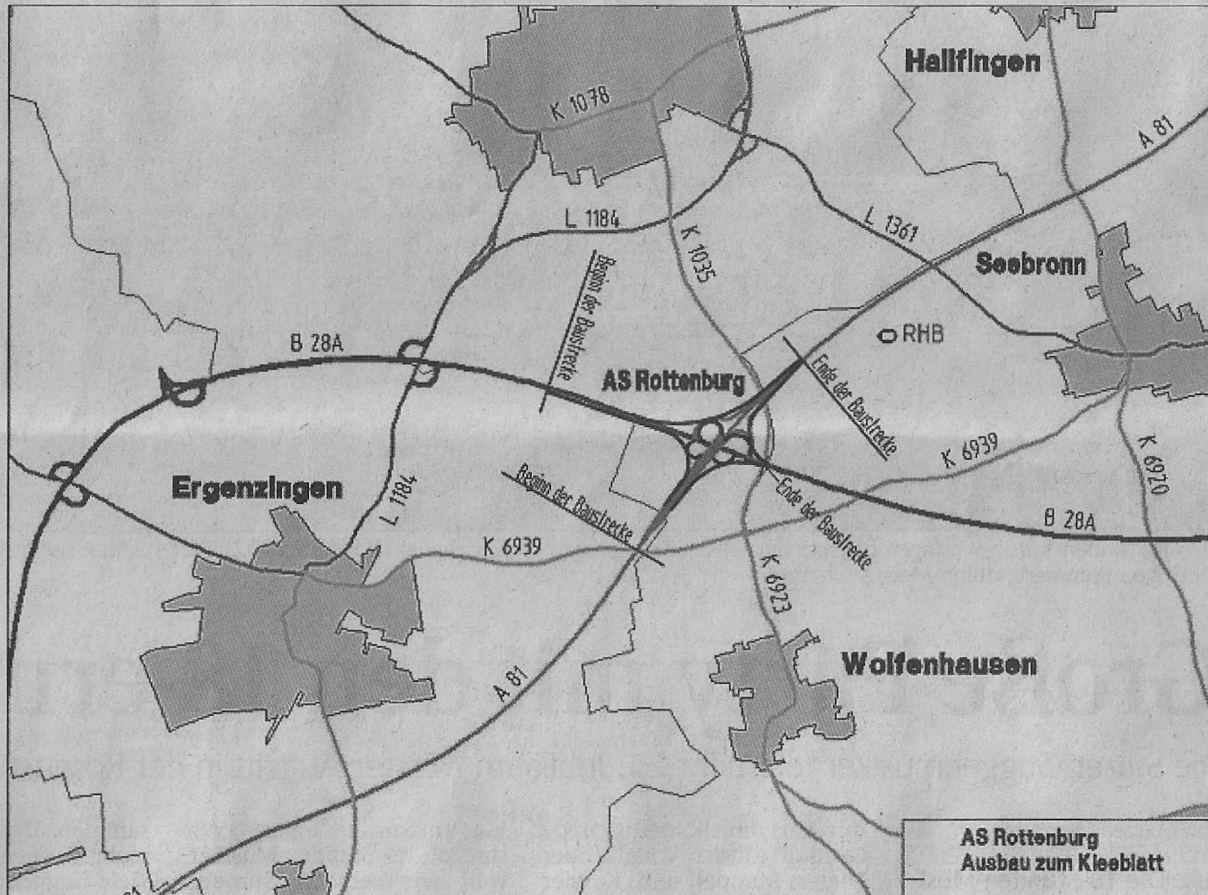 Hailfingen
K 1078
A 81
L 1184
K 1035
L 1361
Seebronn
Beginn der Baustrecke
RHB
B 28A
AS Rottenburg
Ende der Baustrecke
K 6939
K 6920
Ergenzingen
L 1184
Beginn der Baustrecke
Ende der Baustrecke
B 28A
K 6939
K 6923
Wolfenhausen
A 81
AS Rottenburg
Ausbau zum Kleeblatt